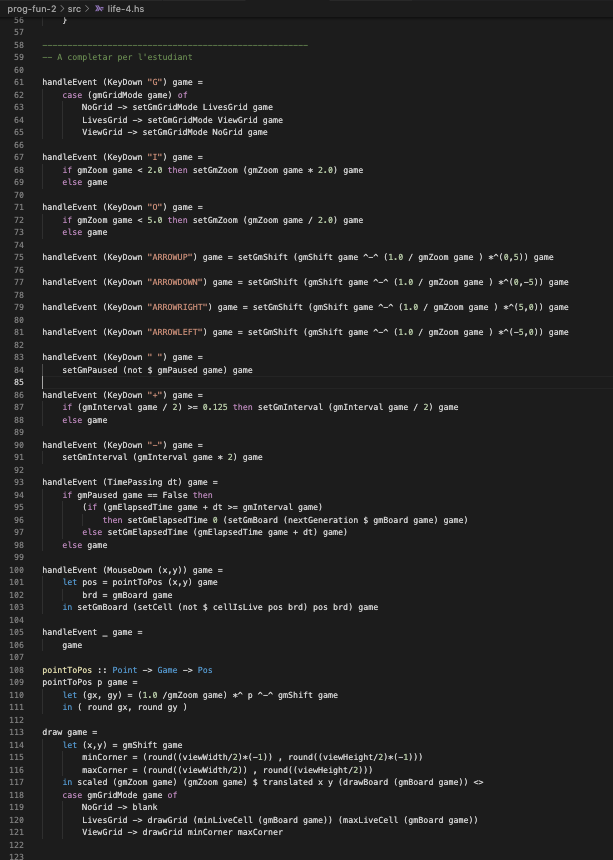 prog-fun-2 > src > life-4.hs
56 }
57
58 ------------------------------------------------------
59 -- A completar per l'estudiant
60
61 handleEvent (KeyDown "G") game =
62 case (gmGridMode game) of
63 NoGrid -> setGmGridMode LivesGrid game
64 LivesGrid -> setGmGridMode ViewGrid game
65 ViewGrid -> setGmGridMode NoGrid game
66
67 handleEvent (KeyDown "I") game =
68 if gmZoom game < 2.0 then setGmZoom (gmZoom game * 2.0) game
69 else game
70
71 handleEvent (KeyDown "O") game =
72 if gmZoom game < 5.0 then setGmZoom (gmZoom game / 2.0) game
73 else game
74
75 handleEvent (KeyDown "ARROWUP") game = setGmShift (gmShift game ^-^ (1.0 / gmZoom game ) *^(0,5)) game
76
77 handleEvent (KeyDown "ARROWDOWN") game = setGmShift (gmShift game ^-^ (1.0 / gmZoom game ) *^(0,-5)) game
78
79 handleEvent (KeyDown "ARROWRIGHT") game = setGmShift (gmShift game ^-^ (1.0 / gmZoom game ) *^(5,0)) game
80
81 handleEvent (KeyDown "ARROWLEFT") game = setGmShift (gmShift game ^-^ (1.0 / gmZoom game ) *^(-5,0)) game
82
83 handleEvent (KeyDown " ") game =
84 setGmPaused (not $ gmPaused game) game
85
86 handleEvent (KeyDown "+") game =
87 if (gmInterval game / 2) >= 0.125 then setGmInterval (gmInterval game / 2) game
88 else game
89
90 handleEvent (KeyDown "-") game =
91 setGmInterval (gmInterval game * 2) game
92
93 handleEvent (TimePassing dt) game =
94 if gmPaused game == False then
95 (if (gmElapsedTime game + dt >= gmInterval game)
96 then setGmElapsedTime 0 (setGmBoard (nextGeneration $ gmBoard game) game)
97 else setGmElapsedTime (gmElapsedTime game + dt) game)
98 else game
99
100 handleEvent (MouseDown (x,y)) game =
101 let pos = pointToPos (x,y) game
102 brd = gmBoard game
103 in setGmBoard (setCell (not $ cellIsLive pos brd) pos brd) game
104
105 handleEvent _ game =
106 game
107
108 pointToPos :: Point -> Game -> Pos
109 pointToPos p game =
110 let (gx, gy) = (1.0 /gmZoom game) *^ p ^-^ gmShift game
111 in ( round gx, round gy )
112
113 draw game =
114 let (x,y) = gmShift game
115 minCorner = (round((viewWidth/2)*(-1)) , round((viewHeight/2)*(-1)))
116 maxCorner = (round((viewWidth/2)) , round((viewHeight/2)))
117 in scaled (gmZoom game) (gmZoom game) $ translated x y (drawBoard (gmBoard game)) <>
118 case gmGridMode game of
119 NoGrid -> blank
120 LivesGrid -> drawGrid (minLiveCell (gmBoard game)) (maxLiveCell (gmBoard game))
121 ViewGrid -> drawGrid minCorner maxCorner
122
123